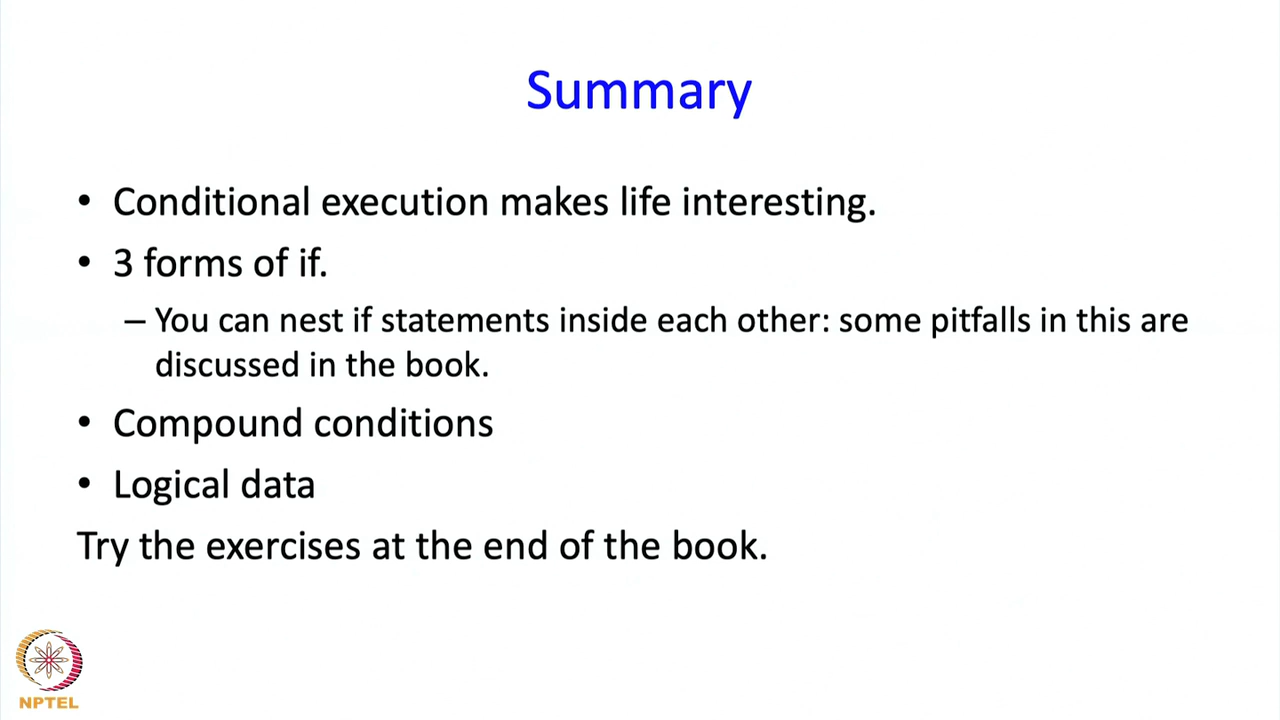 Summary
• Conditional execution makes life interesting.
• 3 forms of if.
– You can nest if statements inside each other: some pitfalls in this are
discussed in the book.
• Compound conditions
• Logical data
Try the exercises at the end of the book.
NPTEL